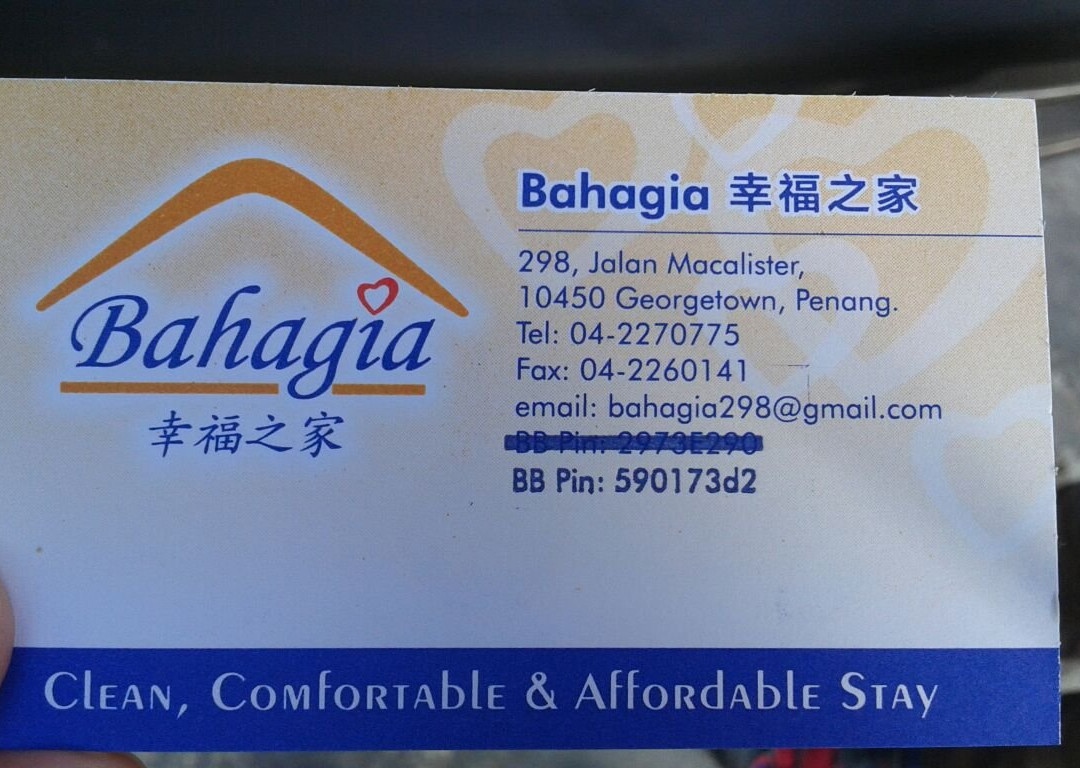 Bahagia
幸福之家
Bahagia 幸福之家
298, Jalan Macalister,
10450 Georgetown, Penang.
Tel: 04-2270775
Fax: 04-2260141
email: bahagia298@gmail.com
BB Pin: 2973E290
BB Pin: 590173d2
Clean, Comfortable & Affordable Stay